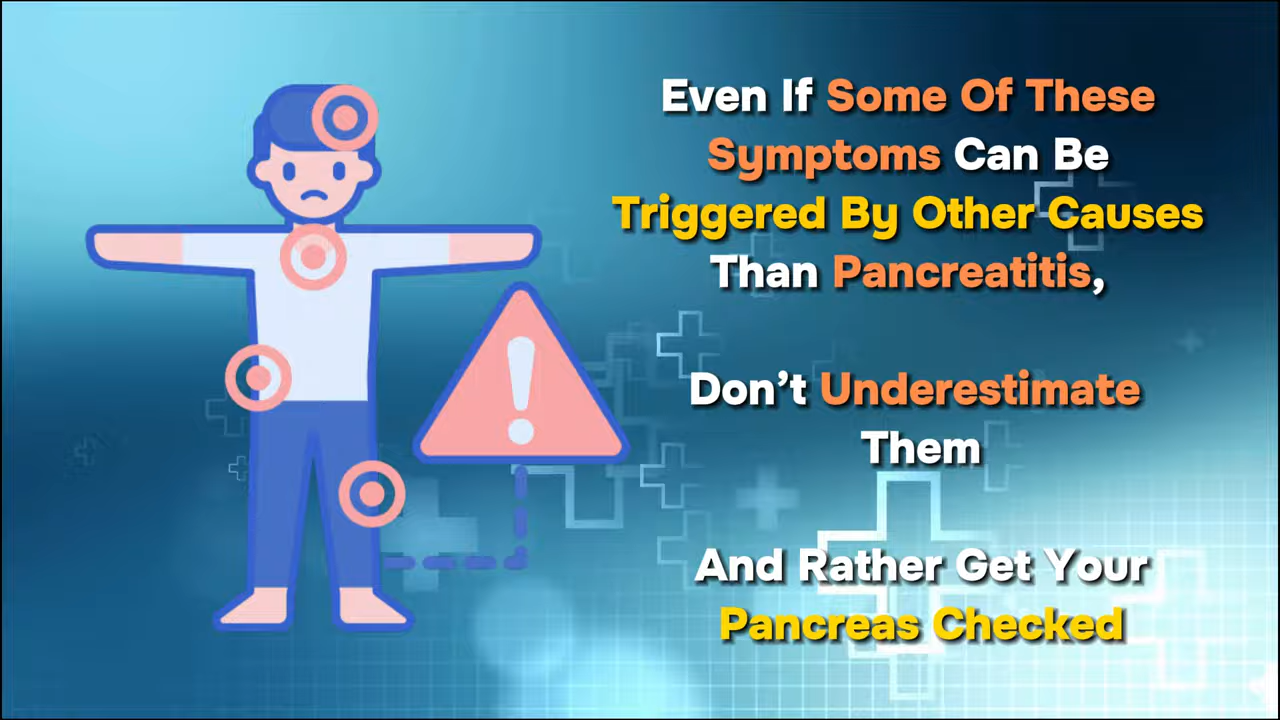 Even If Some Of These
Symptoms Can Be
Triggered By Other Causes
Than Pancreatitis,
Don’t Underestimate
Them
And Rather Get Your
Pancreas Checked